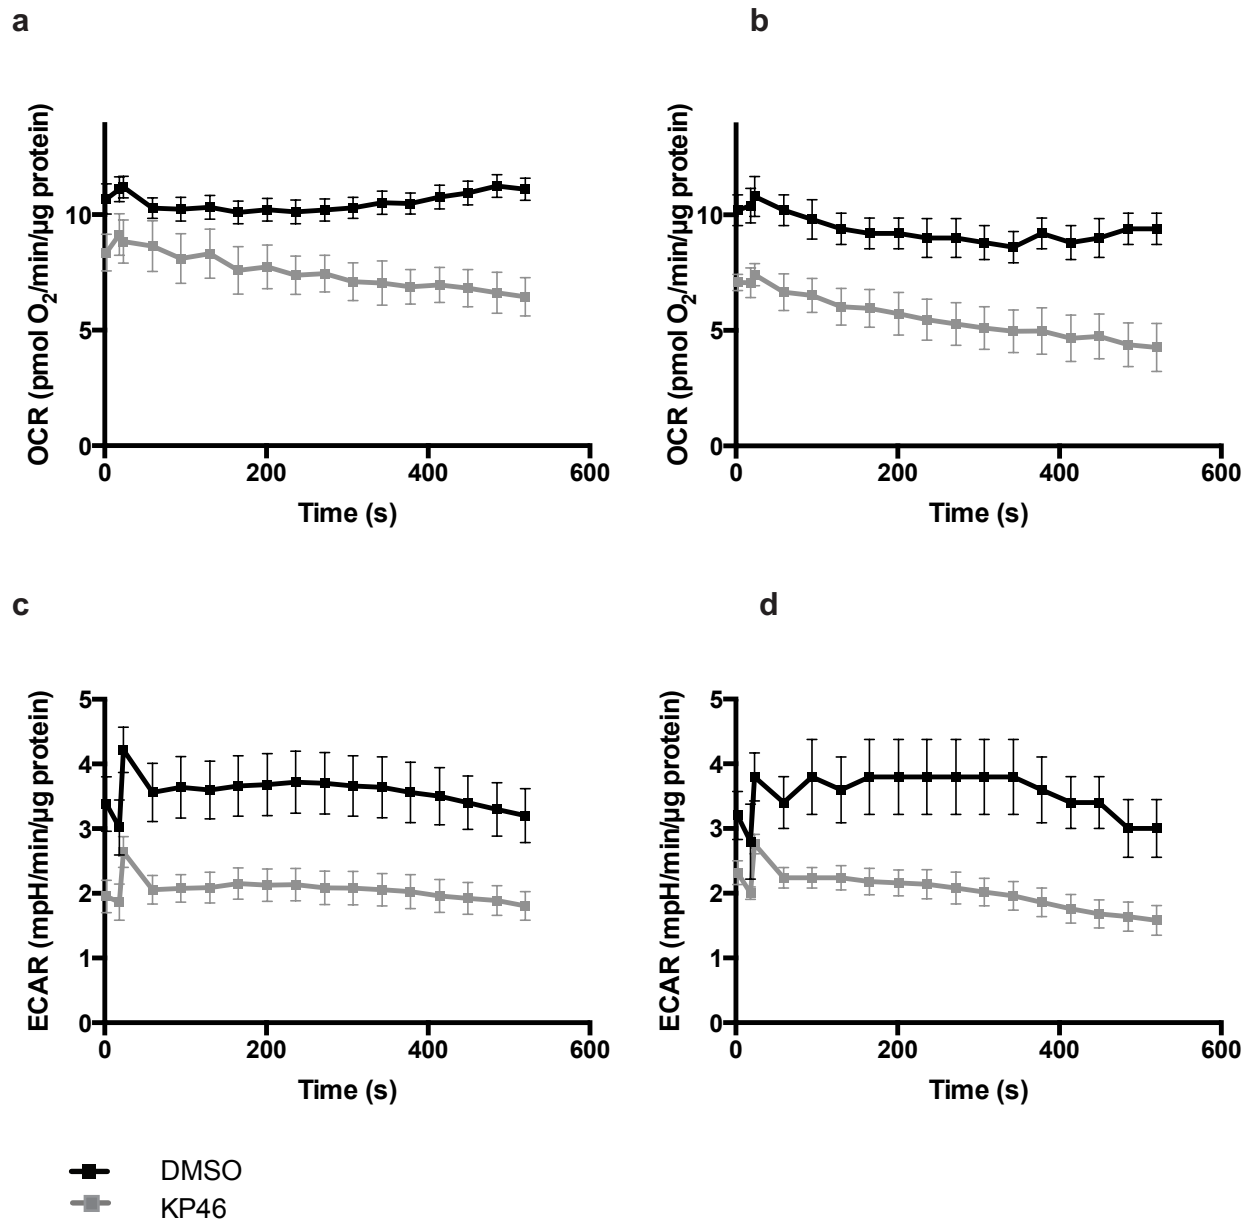 a
OCR (pmol O2/min/µg protein)
10
5
0
0 200 400 600
Time (s)
b
OCR (pmol O2/min/µg protein)
10
5
0
0 200 400 600
Time (s)
c
ECAR (mpH/min/µg protein)
5
4
3
2
1
0
0 200 400 600
Time (s)
d
ECAR (mpH/min/µg protein)
5
4
3
2
1
0
0 200 400 600
Time (s)
DMSO
KP46